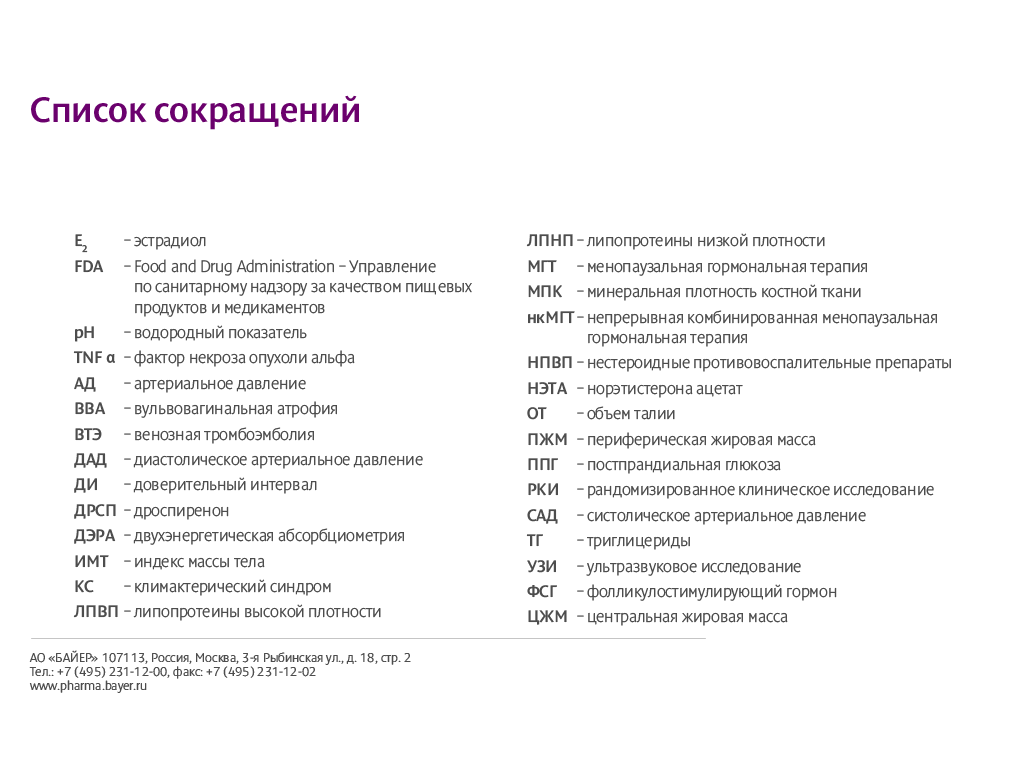 Список сокращений
E2 – эстрадиол
FDA – Food and Drug Administration – Управление
по санитарному надзору за качеством пищевых
продуктов и медикаментов
pH – водородный показатель
TNF α – фактор некроза опухоли альфа
АД – артериальное давление
ВВА – вульвовагинальная атрофия
ВТЭ – венозная тромбоэмболия
ДАД – диастолическое артериальное давление
ДИ – доверительный интервал
ДРСП – дроспиренон
ДЭРА – двухэнергетическая абсорбциометрия
ИМТ – индекс массы тела
КС – климактерический синдром
ЛПВП – липопротеины высокой плотности
ЛПНП – липопротеины низкой плотности
МГТ – менопаузальная гормональная терапия
МПК – минеральная плотность костной ткани
нкМГТ – непрерывная комбинированная менопаузальная
гормональная терапия
НПВП – нестероидные противовоспалительные препараты
НЭТА – норэтистерона ацетат
ОТ – объем талии
ПЖМ – периферическая жировая масса
ППГ – постпрандиальная глюкоза
РКИ – рандомизированное клиническое исследование
САД – систолическое артериальное давление
ТГ – триглицериды
УЗИ – ультразвуковое исследование
ФСГ – фолликулостимулирующий гормон
ЦЖМ – центральная жировая масса
АО «БАЙЕР» 107113, Россия, Москва, 3-я Рыбинская ул., д. 18, стр. 2
Тел.: +7 (495) 231-12-00, факс: +7 (495) 231-12-02
www.pharma.bayer.ru